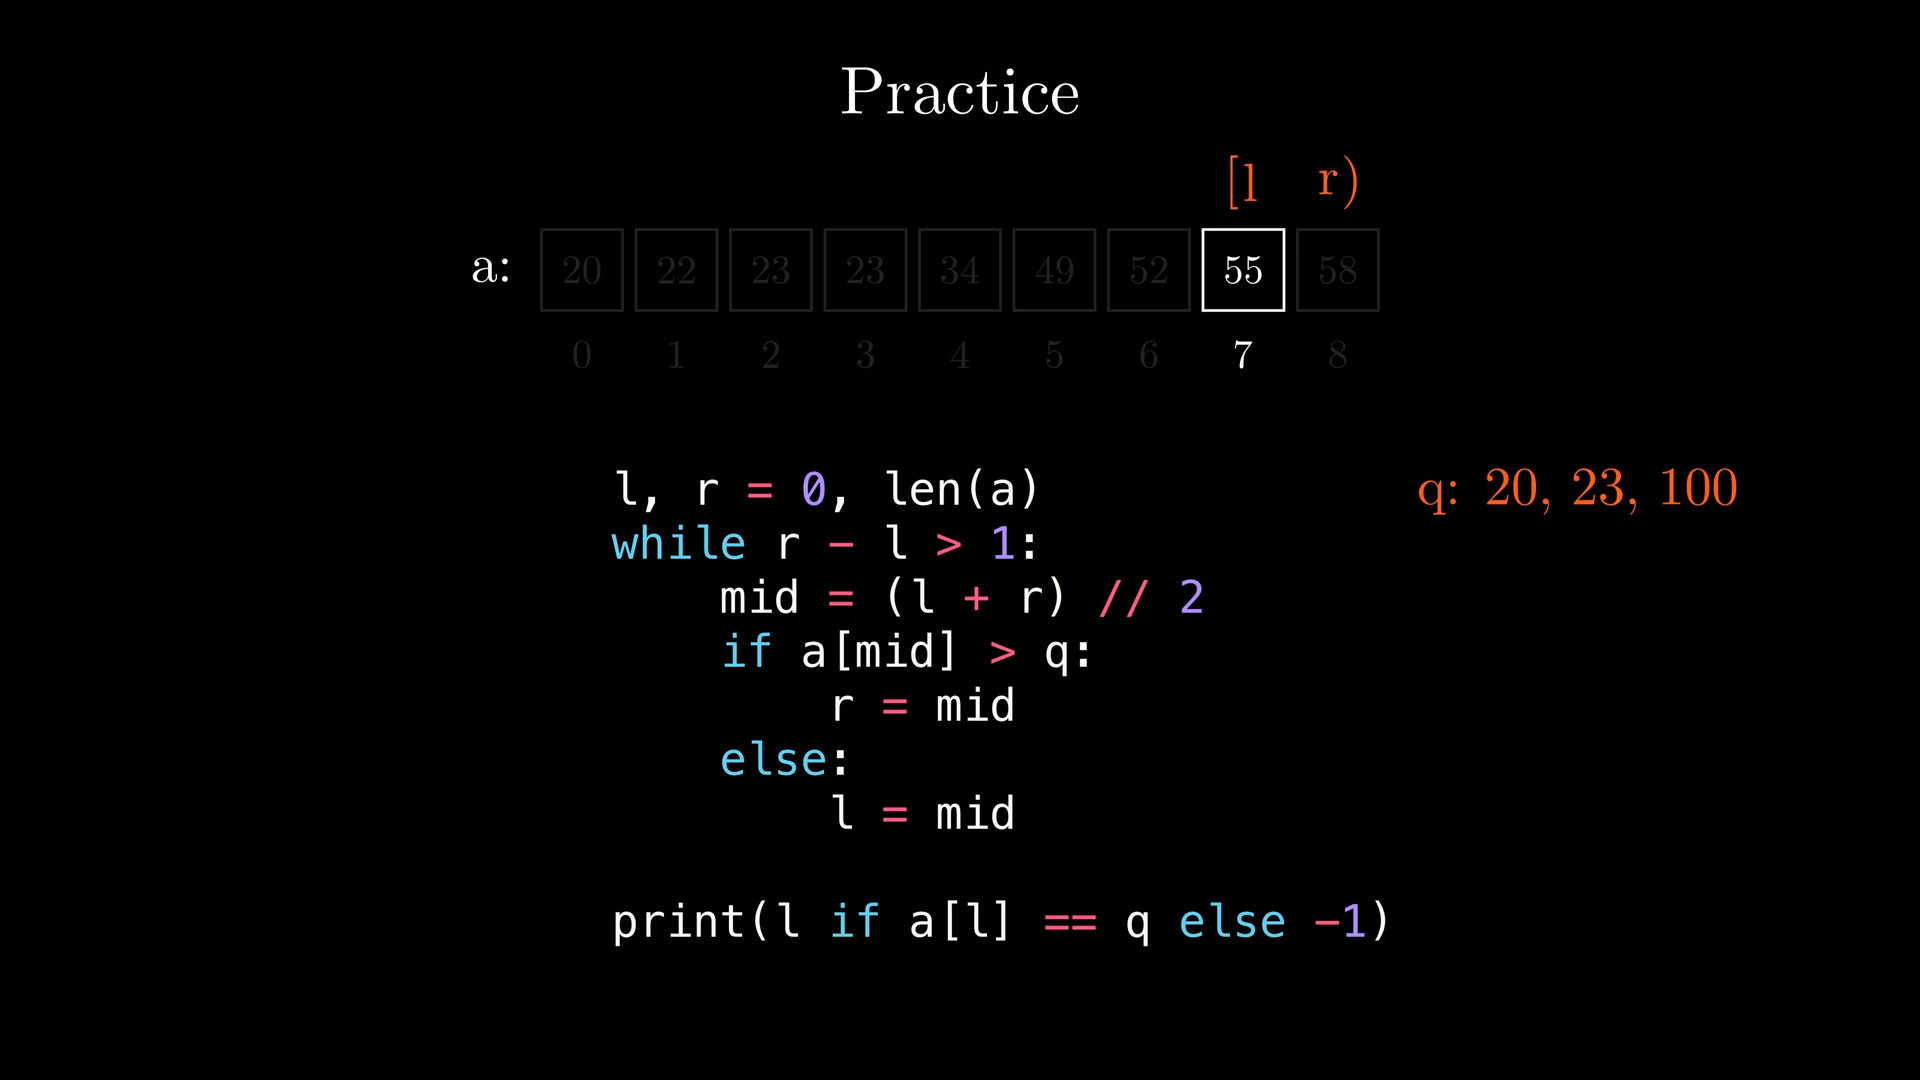 Practice
[l r)
a: 20 22 23 23 34 49 52 55 58
0 1 2 3 4 5 6 7 8
l, r = 0, len(a)
q: 20, 23, 100
while r - l > 1:
    mid = (l + r) // 2
    if a[mid] > q:
        r = mid
    else:
        l = mid
print(l if a[l] == q else -1)